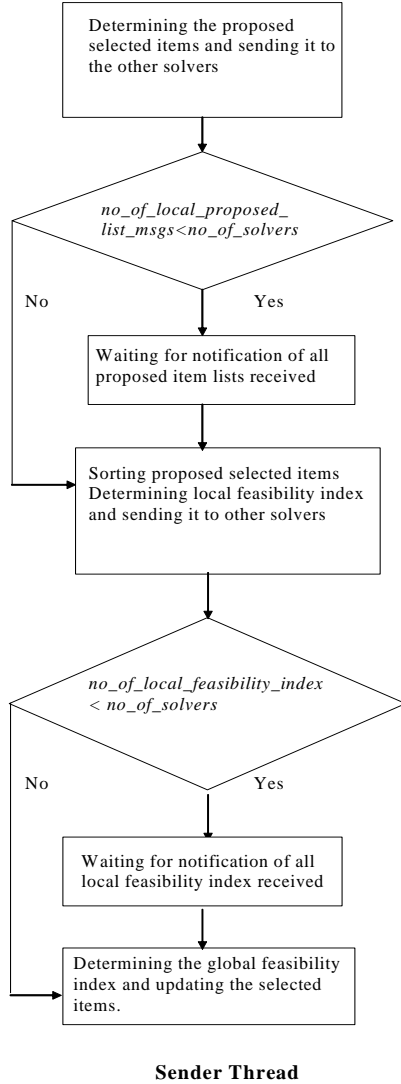 Determining the proposed
selected items and sending it to
the other solvers
no_of_local_proposed_
list_msgs<no_of_solvers
No
Yes
Waiting for notification of all
proposed item lists received
Sorting proposed selected items
Determining local feasibility index
and sending it to other solvers
no_of_local_feasibility_index
< no_of_solvers
No
Yes
Waiting for notification of all
local feasibility index received
Determining the global feasibility
index and updating the selected
items.
Sender Thread